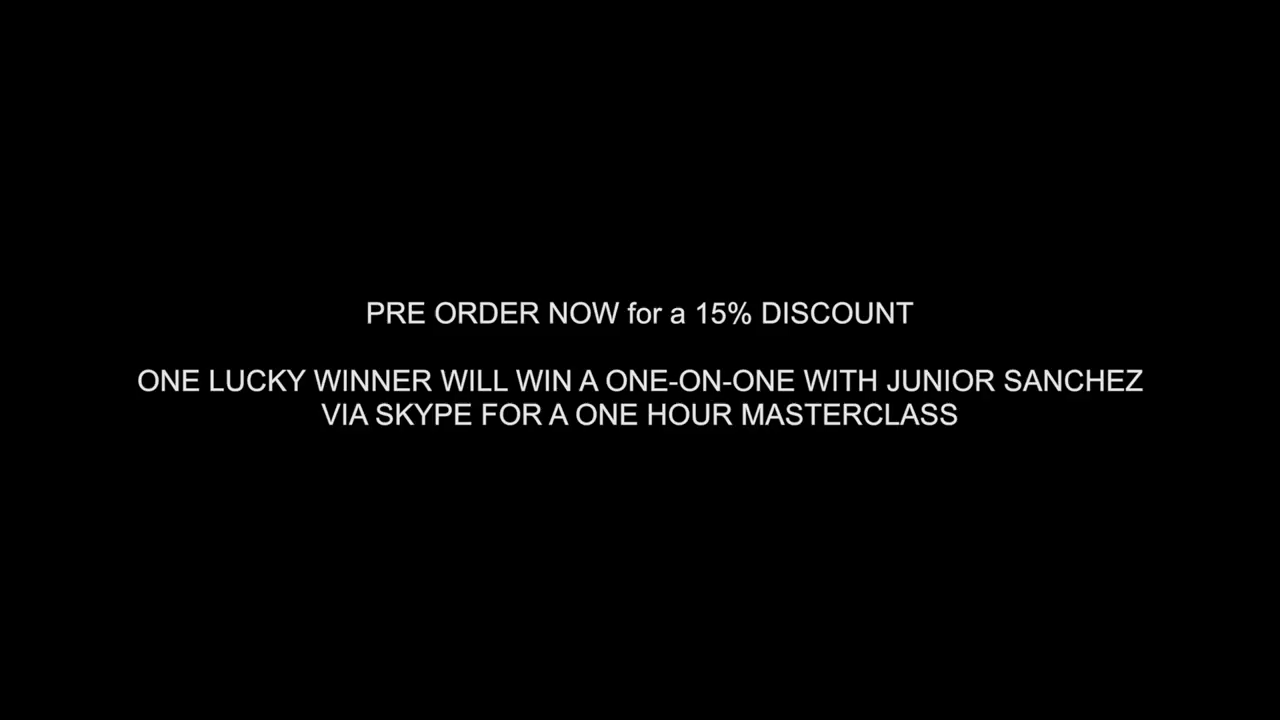 PRE ORDER NOW for a 15% DISCOUNT
ONE LUCKY WINNER WILL WIN A ONE-ON-ONE WITH JUNIOR SANCHEZ
VIA SKYPE FOR A ONE HOUR MASTERCLASS